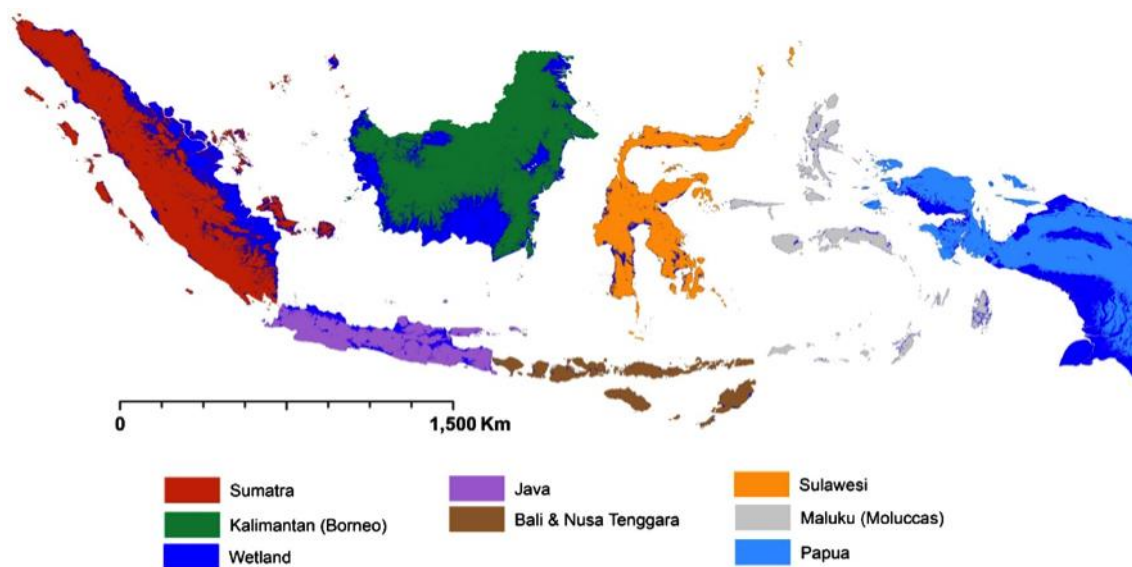 0 1,500 Km
Sumatra
Kalimantan (Borneo)
Wetland
Java
Bali & Nusa Tenggara
Sulawesi
Maluku (Moluccas)
Papua